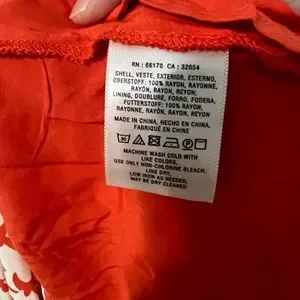 RN : 66170 CA : 32054
SHELL, VESTE, EXTERIOR, ESTERNO,
OBERSTOFF: 100% RAYON, RAYONNE,
RAYON, RAYON, REYON;
LINING, DOUBLURE, FORRO, FODERA,
FUTTERSTOFF: 100% RAYON,
RAYONNE, RAYON, RAYON, REYON
MADE IN CHINA, HECHO EN CHINA,
FABRIQUÉ EN CHINE
MACHINE WASH COLD WITH
LIKE COLORS,
USE ONLY NON-CHLORINE BLEACH,
LINE DRY,
LOW IRON AS NEEDED,
MAY BE DRY CLEANED